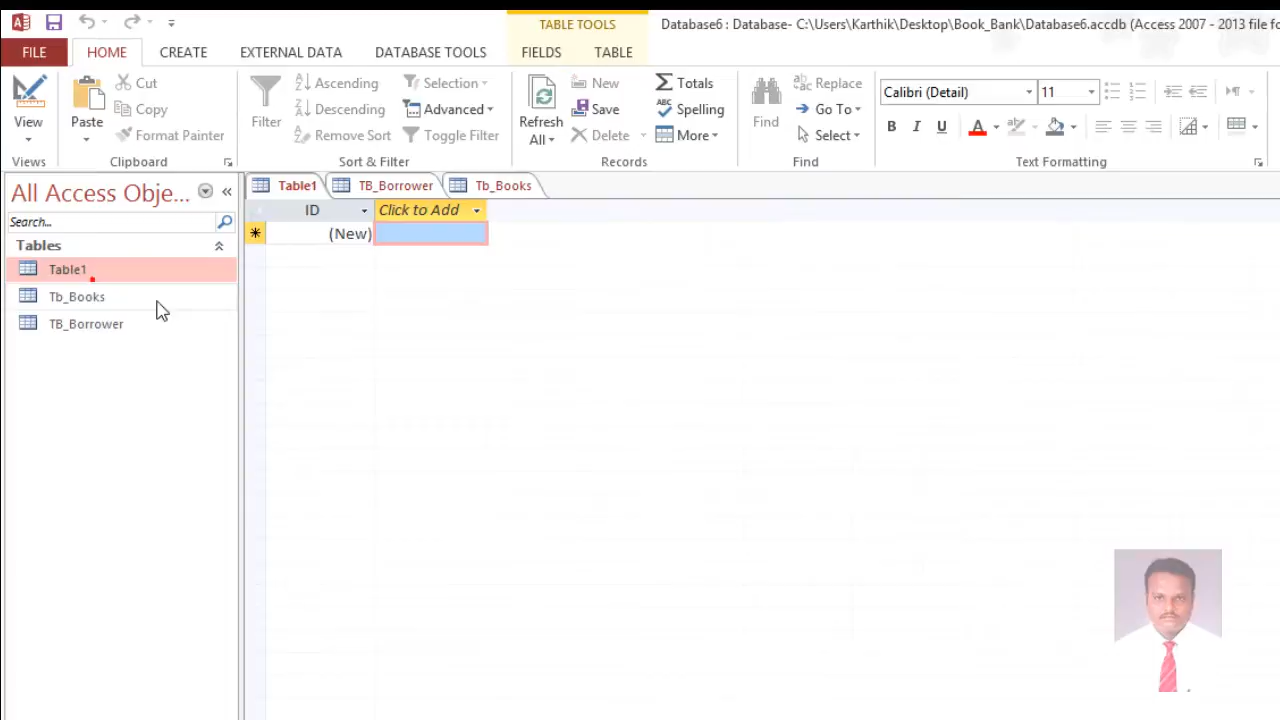 TABLE TOOLS
Database6 : Database- C:\Users\Karthik\Desktop\Book_Bank\Database6.accdb (Access 2007 - 2013 file fo
FILE HOME CREATE EXTERNAL DATA DATABASE TOOLS FIELDS TABLE
View
Views
Paste
Cut
Copy
Format Painter
Clipboard
Filter
Ascending
Descending
Remove Sort
Selection
Advanced
Toggle Filter
Sort & Filter
Refresh
All
New
Save
Delete
Totals
Spelling
More
Records
Find
Replace
Go To
Select
Find
Calibri (Detail) 11
B I U A
Text Formatting
All Access Obje...
Search...
Tables
Table1
Tb_Books
TB_Borrower
Table1 TB_Borrower Tb_Books
ID Click to Add
(New)